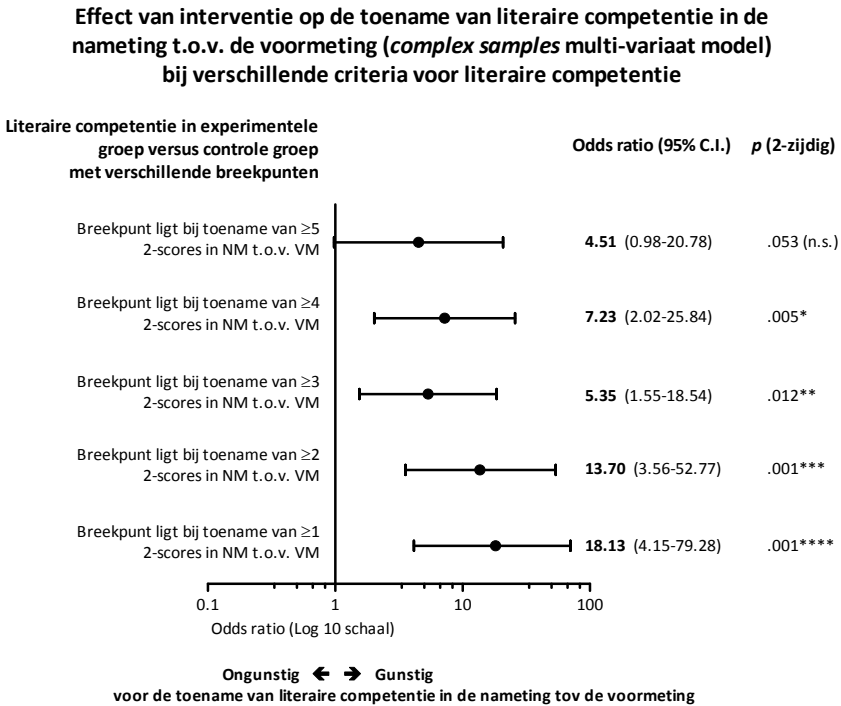 Effect van interventie op de toename van literaire competentie in de
nameting t.o.v. de voormeting (complex samples multi-variaat model)
bij verschillende criteria voor literaire competentie
Literaire competentie in experimentele
groep versus controle groep
met verschillende breekpunten
Odds ratio (95% C.I.) p (2-zijdig)
Breekpunt ligt bij toename van ≥5
2-scores in NM t.o.v. VM
4.51 (0.98-20.78) .053 (n.s.)
Breekpunt ligt bij toename van ≥4
2-scores in NM t.o.v. VM
7.23 (2.02-25.84) .005*
Breekpunt ligt bij toename van ≥3
2-scores in NM t.o.v. VM
5.35 (1.55-18.54) .012**
Breekpunt ligt bij toename van ≥2
2-scores in NM t.o.v. VM
13.70 (3.56-52.77) .001***
Breekpunt ligt bij toename van ≥1
2-scores in NM t.o.v. VM
18.13 (4.15-79.28) .001****
0.1 1 10 100
Odds ratio (Log 10 schaal)
Ongunstig ← → Gunstig
voor de toename van literaire competentie in de nameting tov de voormeting